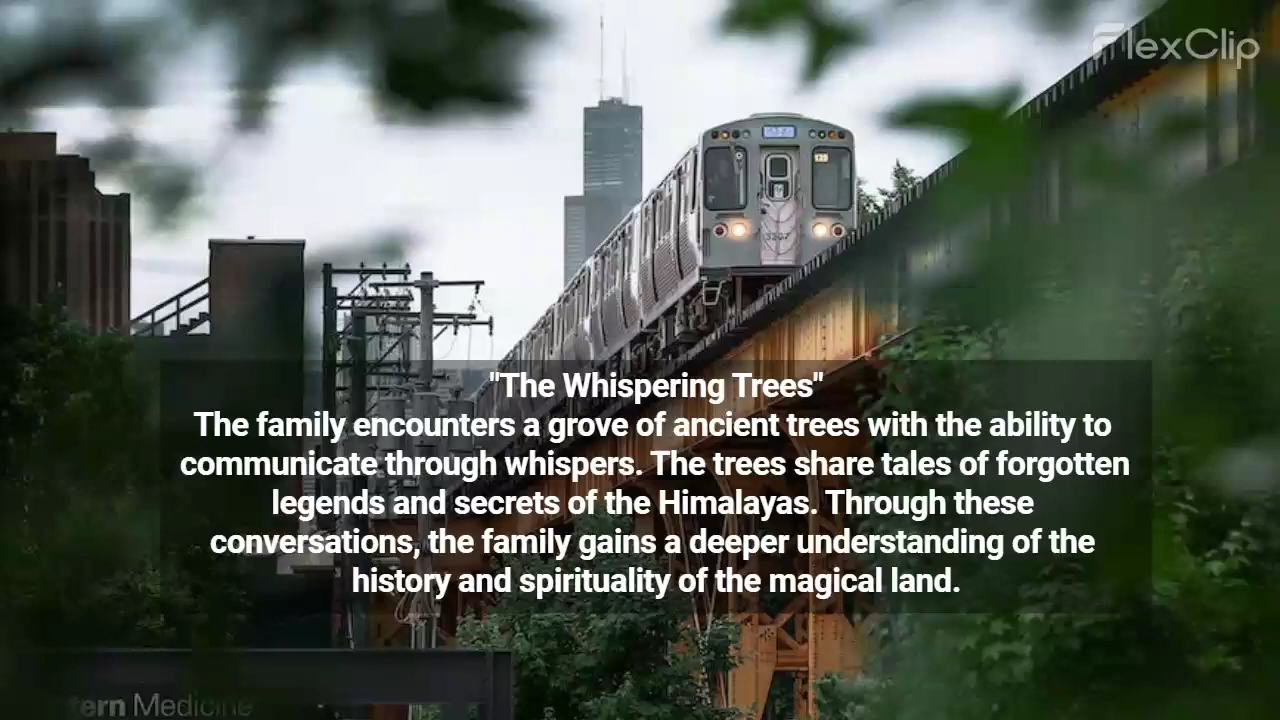 FlexClip
"The Whispering Trees"
The family encounters a grove of ancient trees with the ability to
communicate through whispers. The trees share tales of forgotten
legends and secrets of the Himalayas. Through these
conversations, the family gains a deeper understanding of the
history and spirituality of the magical land.
tern Medicine